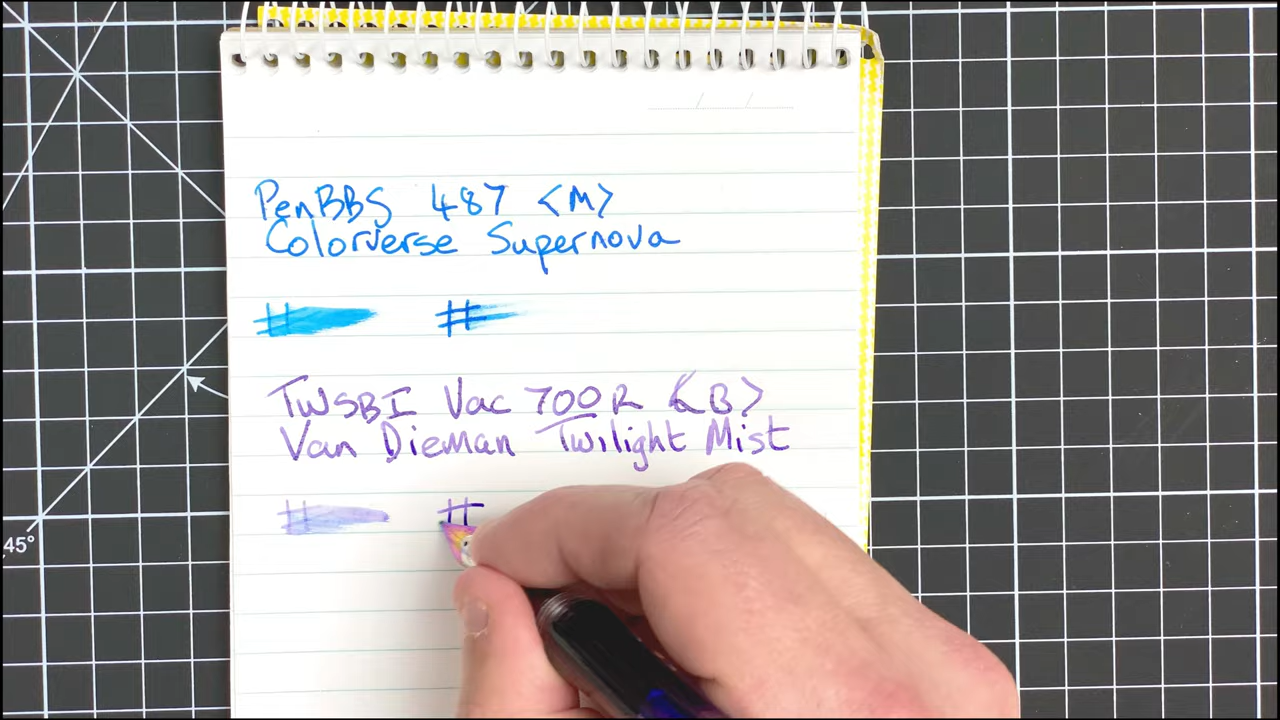 PenBBS 487 <M>
Colorverse Supernova
# #
TWSBI Vac 700R <B>
Van Dieman Twilight Mist
# #
45°